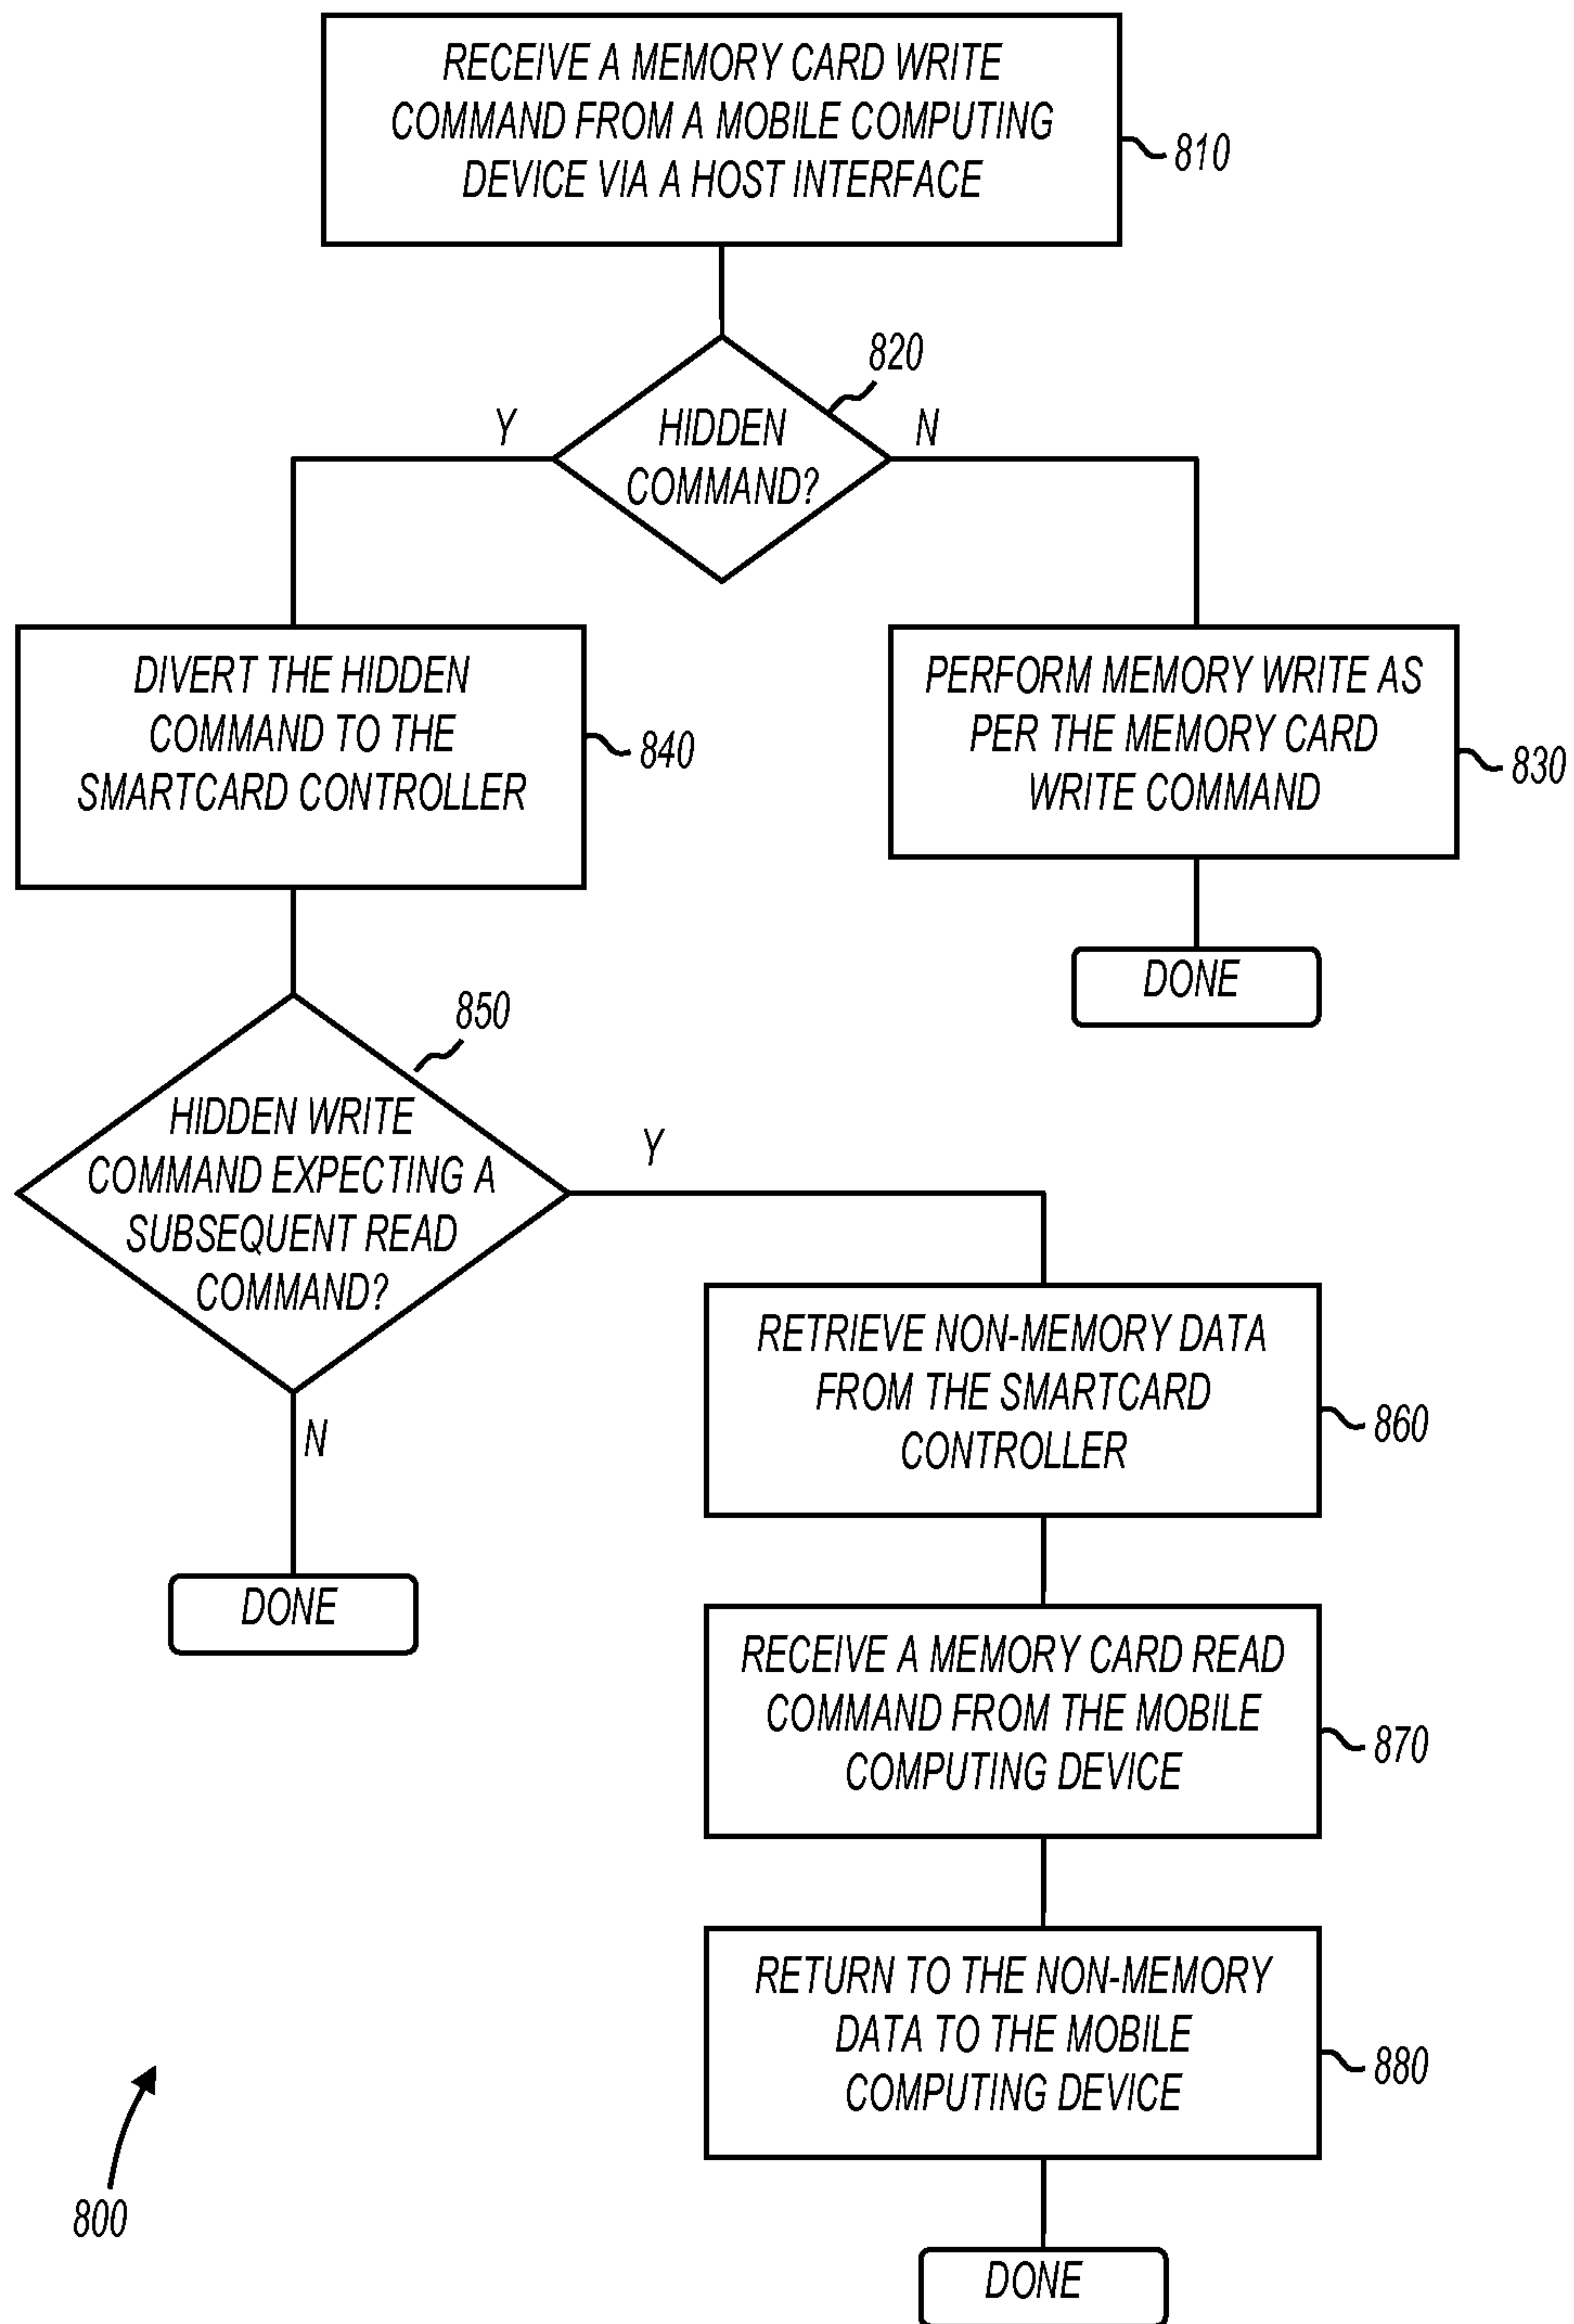 RECEIVE A MEMORY CARD WRITE
COMMAND FROM A MOBILE COMPUTING
DEVICE VIA A HOST INTERFACE
810
820
Y
HIDDEN
COMMAND?
N
DIVERT THE HIDDEN
COMMAND TO THE
SMARTCARD CONTROLLER
840
PERFORM MEMORY WRITE AS
PER THE MEMORY CARD
WRITE COMMAND
830
DONE
850
HIDDEN WRITE
COMMAND EXPECTING A
SUBSEQUENT READ
COMMAND?
Y
N
DONE
RETRIEVE NON-MEMORY DATA
FROM THE SMARTCARD
CONTROLLER
860
RECEIVE A MEMORY CARD READ
COMMAND FROM THE MOBILE
COMPUTING DEVICE
870
RETURN TO THE NON-MEMORY
DATA TO THE MOBILE
COMPUTING DEVICE
880
800
DONE